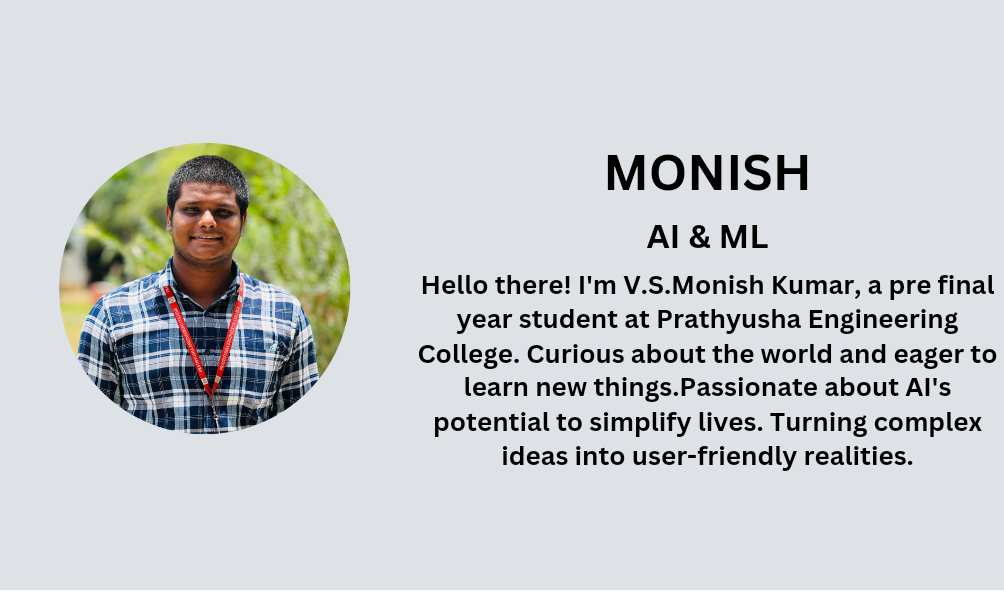 MONISH
AI & ML
Hello there! I'm V.S.Monish Kumar, a pre final
year student at Prathyusha Engineering
College. Curious about the world and eager to
learn new things.Passionate about AI's
potential to simplify lives. Turning complex
ideas into user-friendly realities.